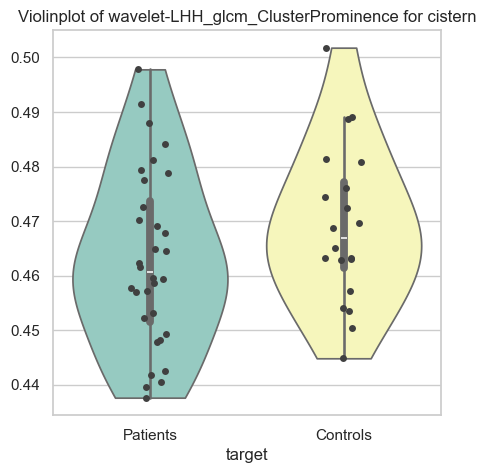 Violinplot of wavelet-LHH_glcm_ClusterProminence for cistern
0.50
0.49
0.48
0.47
0.46
0.45
0.44
Patients Controls
target